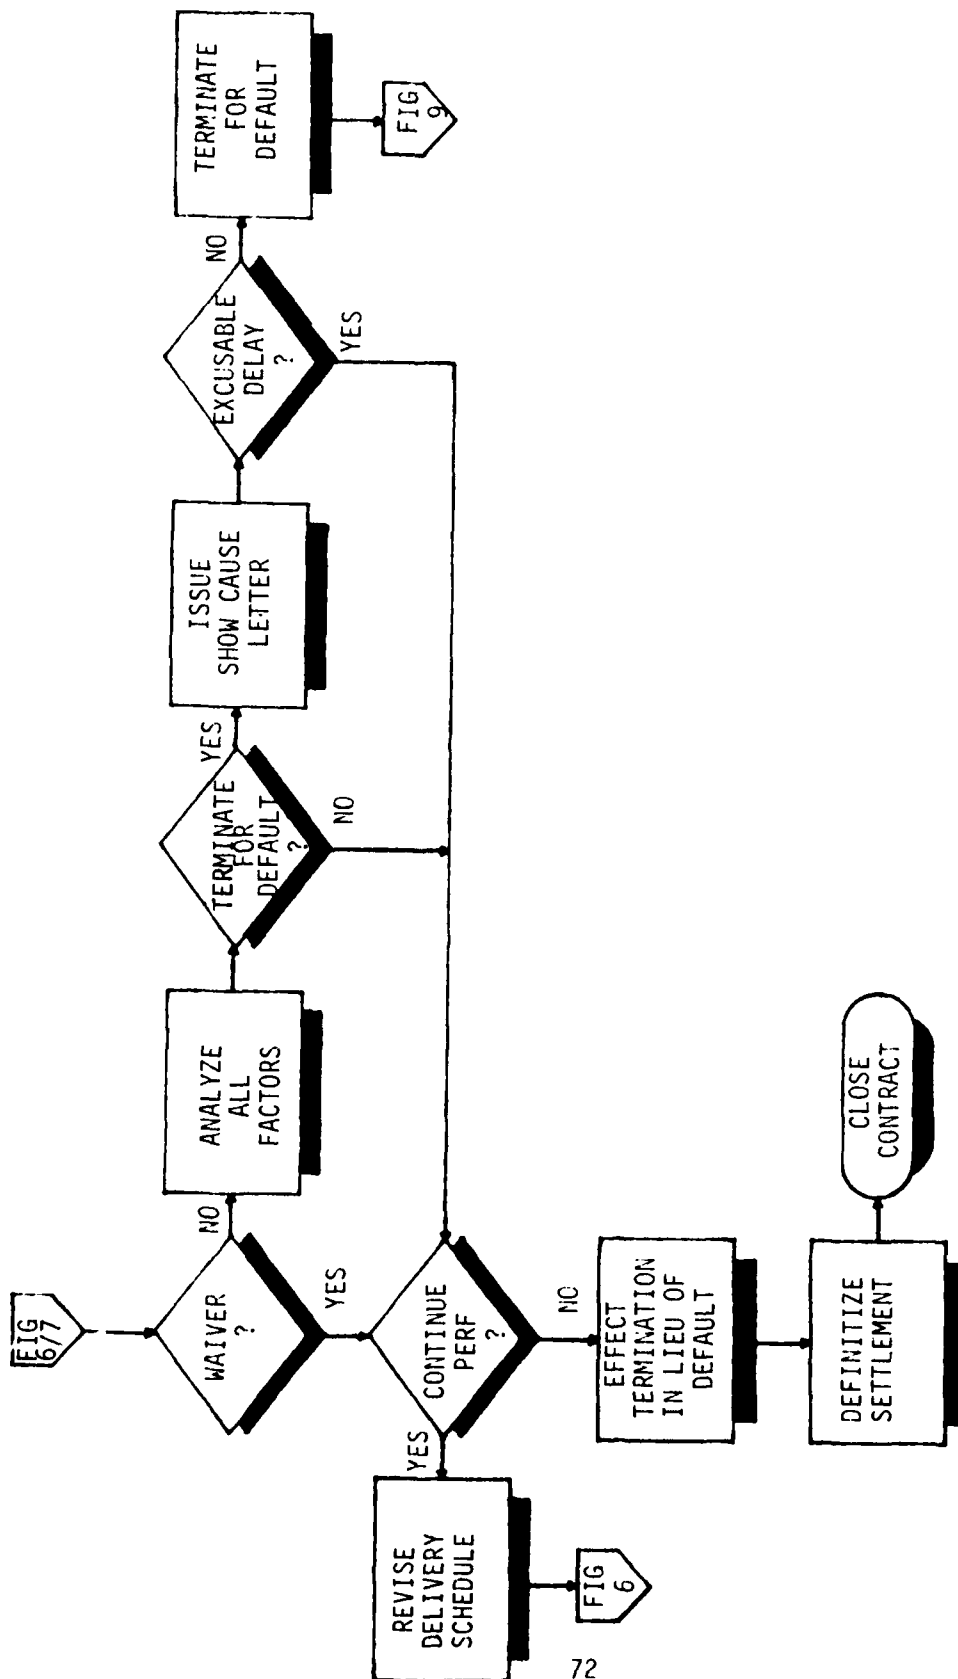 FIG
6/7
WAIVER
?
NO
YES
ANALYZE
ALL
FACTORS
TERMINATE
FOR
DEFAULT
?
YES
NO
ISSUE
SHOW CAUSE
LETTER
EXCUSABLE
DELAY
?
NO
YES
TERMINATE
FOR
DEFAULT
FIG
9
CONTINUE
PERF
?
YES
NO
REVISE
DELIVERY
SCHEDULE
FIG
6
EFFECT
TERMINATION
IN LIEU OF
DEFAULT
DEFINITIZE
SETTLEMENT
CLOSE
CONTRACT
72